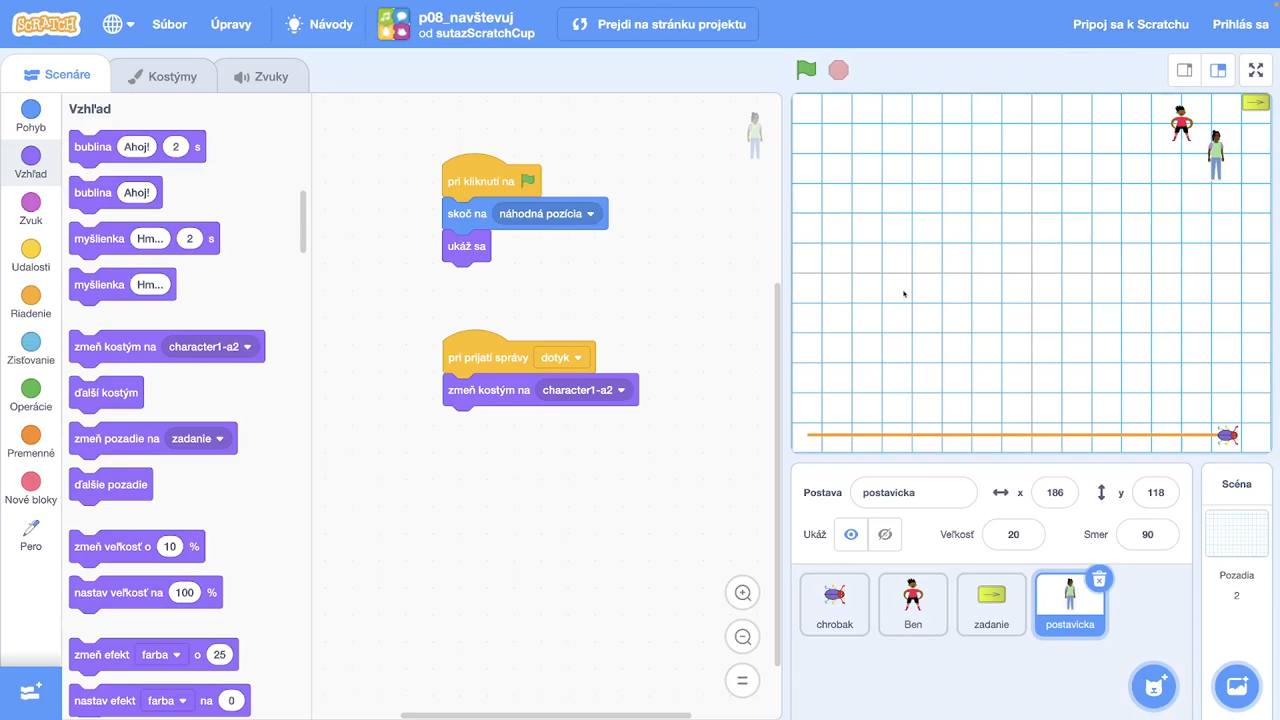 SCRATCH
Súbor
Úpravy
Návody
p08_navštevuj
od sutazScratchCup
Prejdi na stránku projektu
Pripoj sa k Scratchu
Prihlás sa
Scenáre
Kostýmy
Zvuky
Pohyb
Vzhľad
Zvuk
Udalosti
Riadenie
Zisťovanie
Operácie
Premenné
Nové bloky
Pero
Vzhľad
bublina Ahoj! 2 s
bublina Ahoj!
myšlienka Hm... 2 s
myšlienka Hm...
zmeň kostým na character1-a2
ďalší kostým
zmeň pozadie na zadanie
ďalšie pozadie
zmeň veľkosť o 10 %
nastav veľkosť na 100 %
zmeň efekt farba o 25
nastav efekt farba na 0
pri kliknutí na
skoč na náhodná pozícia
ukáž sa
pri prijatí správy dotyk
zmeň kostým na character1-a2
Postava postavicka x 186 y 118
Ukáž Veľkosť 20 Smer 90
chrobak
Ben
zadanie
postavicka
Scéna
Pozadia
2